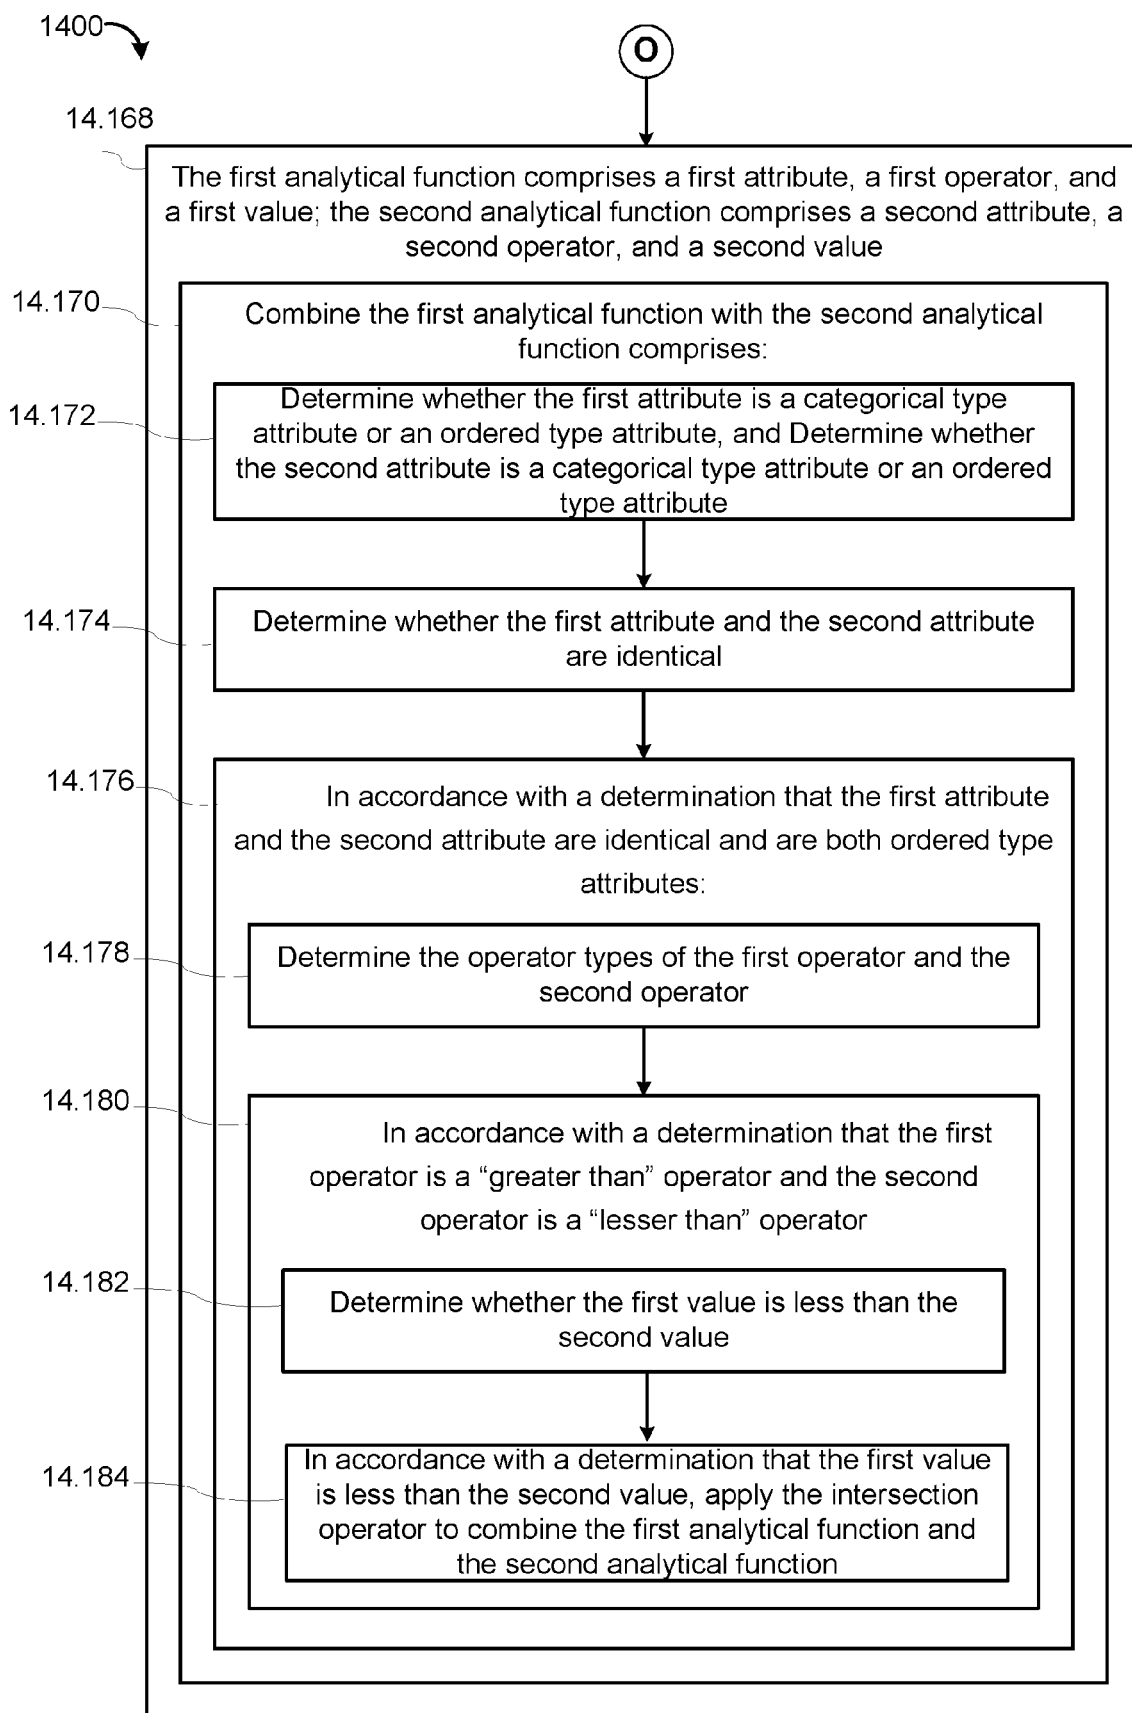 1400
O
14.168
The first analytical function comprises a first attribute, a first operator, and
a first value; the second analytical function comprises a second attribute, a
second operator, and a second value
14.170
Combine the first analytical function with the second analytical
function comprises:
14.172
Determine whether the first attribute is a categorical type
attribute or an ordered type attribute, and Determine whether
the second attribute is a categorical type attribute or an ordered
type attribute
14.174
Determine whether the first attribute and the second attribute
are identical
14.176
In accordance with a determination that the first attribute
and the second attribute are identical and are both ordered type
attributes:
14.178
Determine the operator types of the first operator and the
second operator
14.180
In accordance with a determination that the first
operator is a “greater than” operator and the second
operator is a “lesser than” operator
14.182
Determine whether the first value is less than the
second value
14.184
In accordance with a determination that the first value
is less than the second value, apply the intersection
operator to combine the first analytical function and
the second analytical function